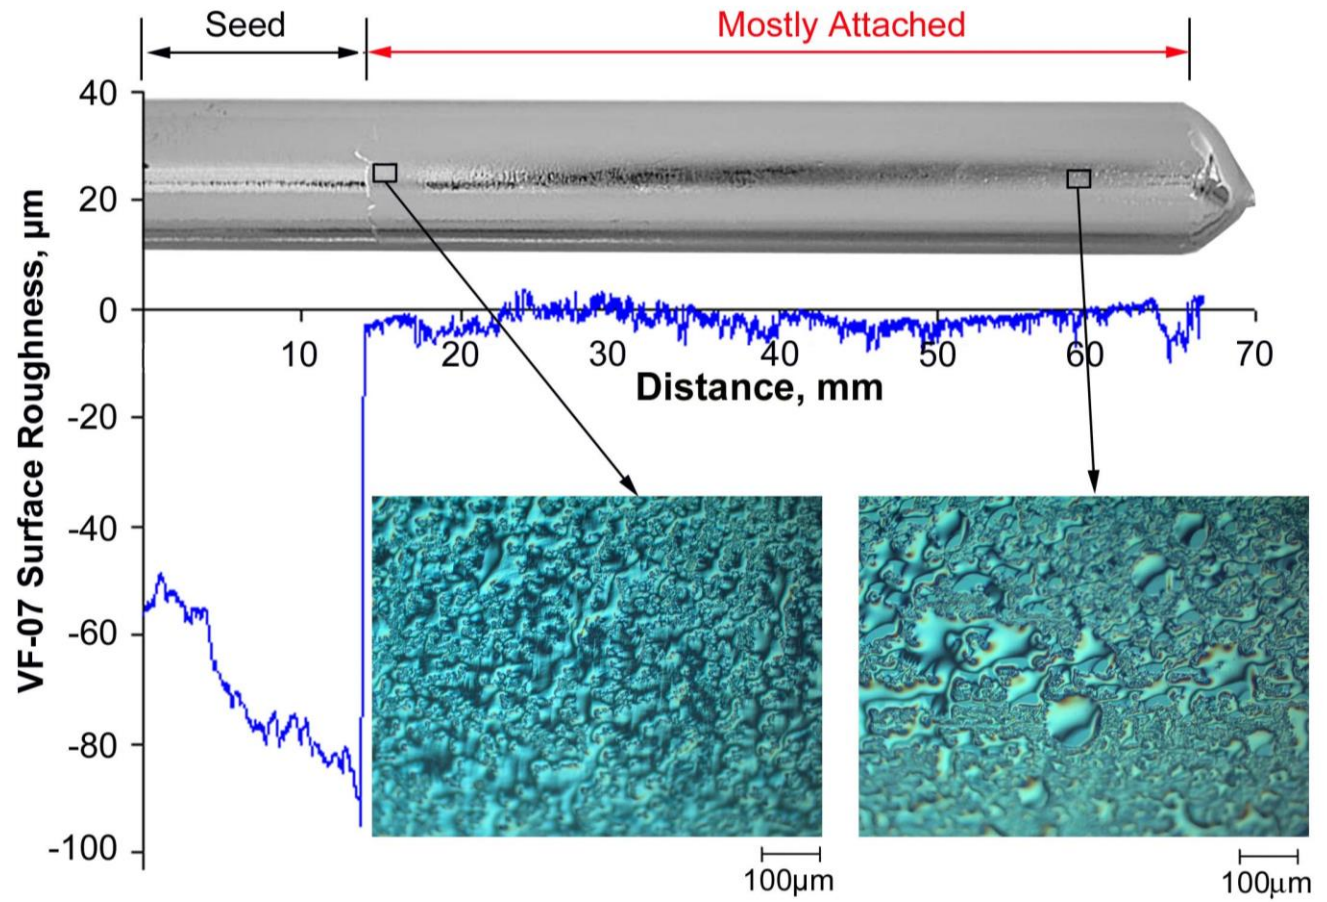 Seed
Mostly Attached
VF-07 Surface Roughness, µm
40
20
0
-20
-40
-60
-80
-100
10 20 30 40 50 60 70
Distance, mm
100µm
100µm